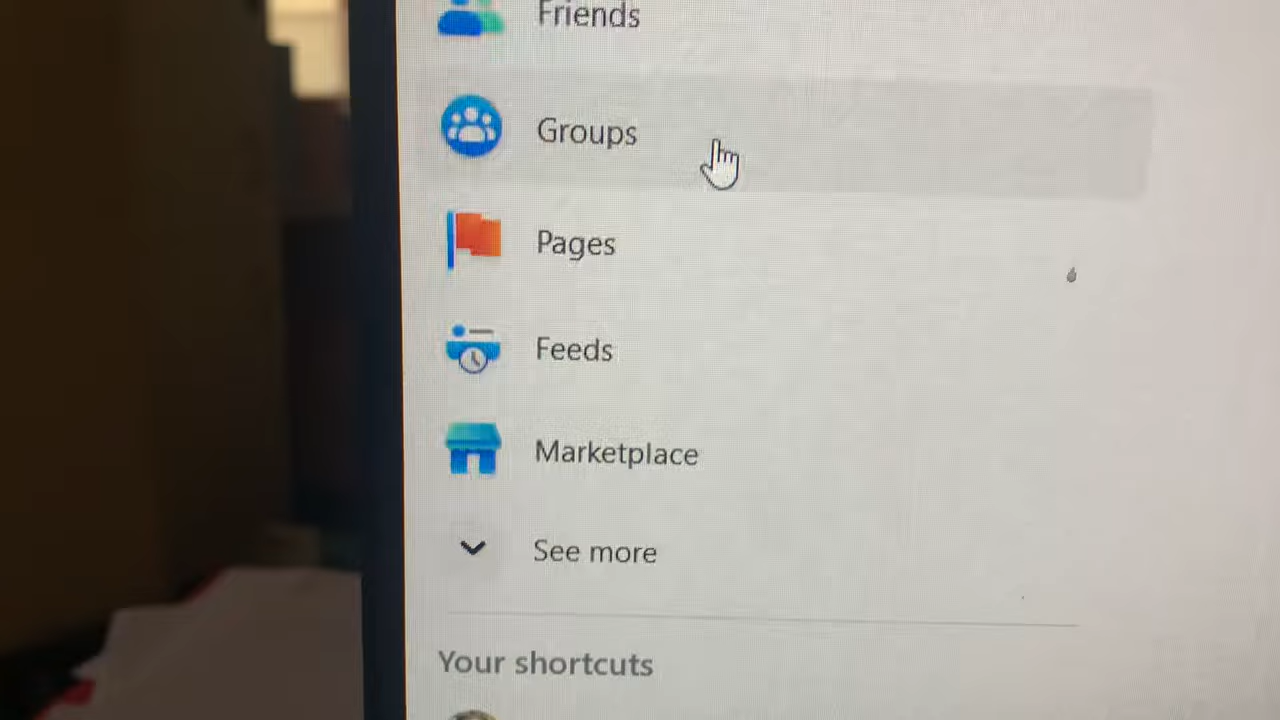 Friends
Groups
Pages
Feeds
Marketplace
See more
Your shortcuts